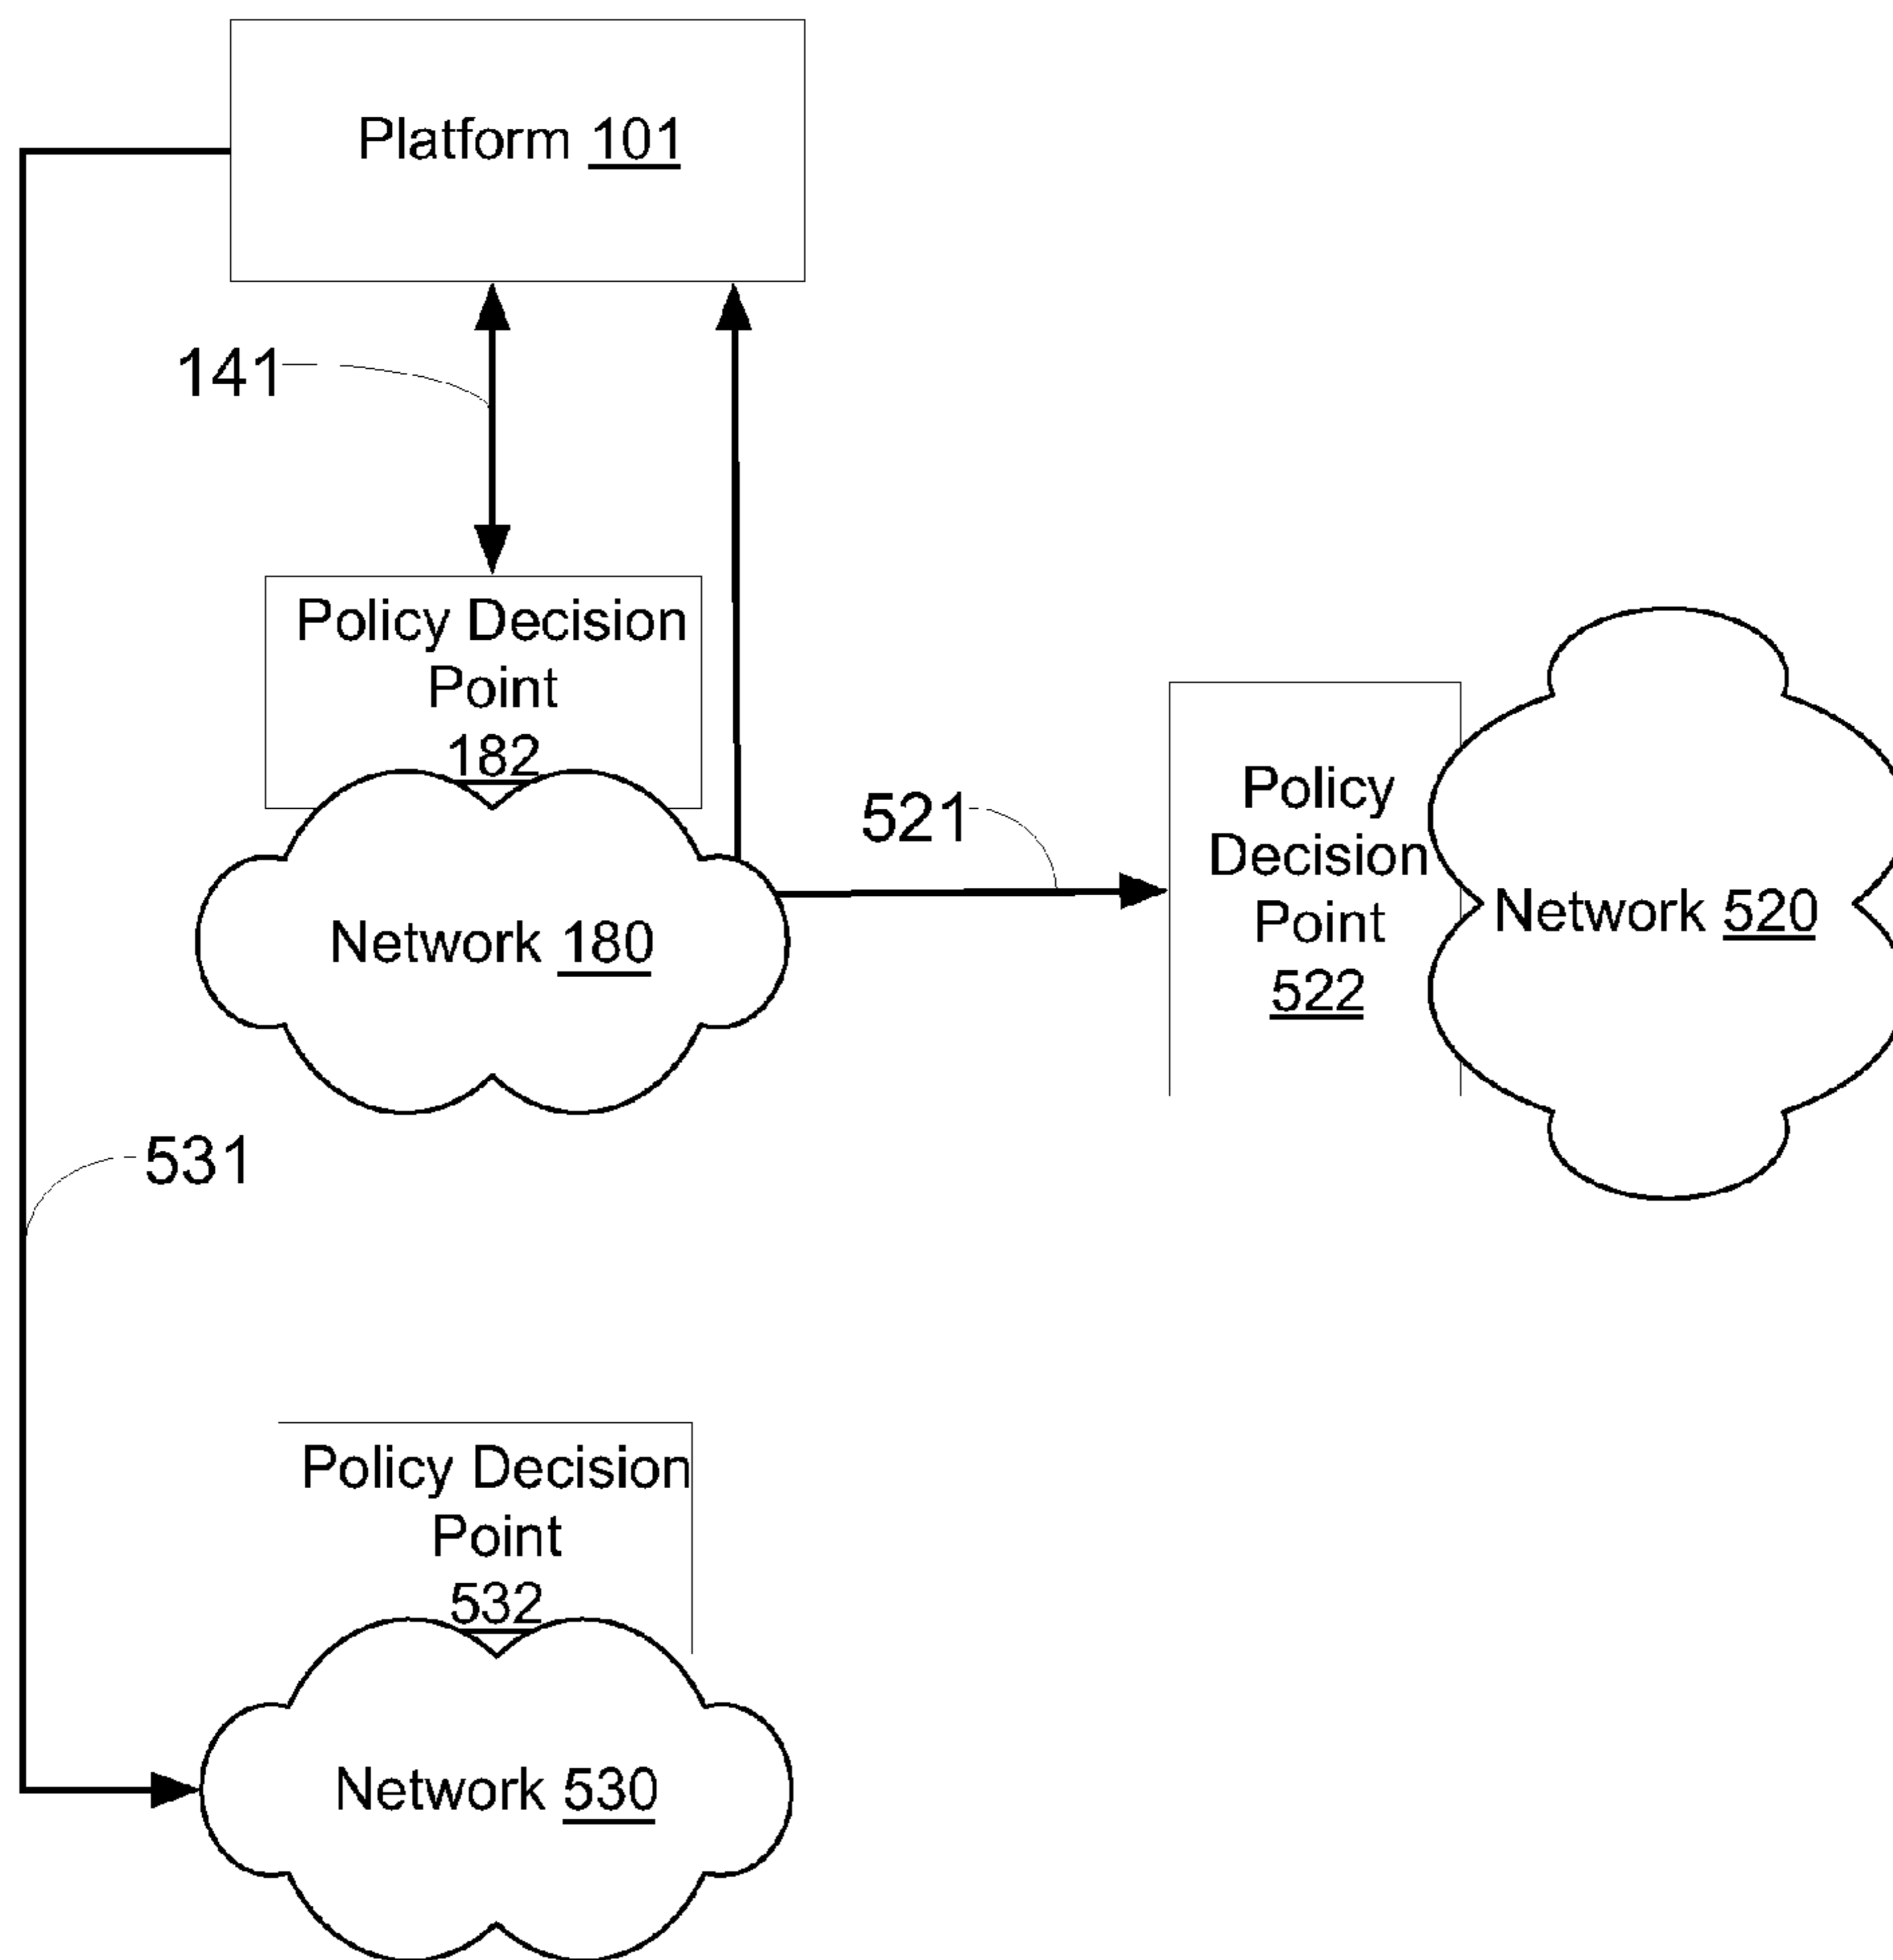 Platform 101
141
Policy Decision
Point
182
521
Policy
Decision
Point
522
Network 520
Network 180
531
Policy Decision
Point
532
Network 530